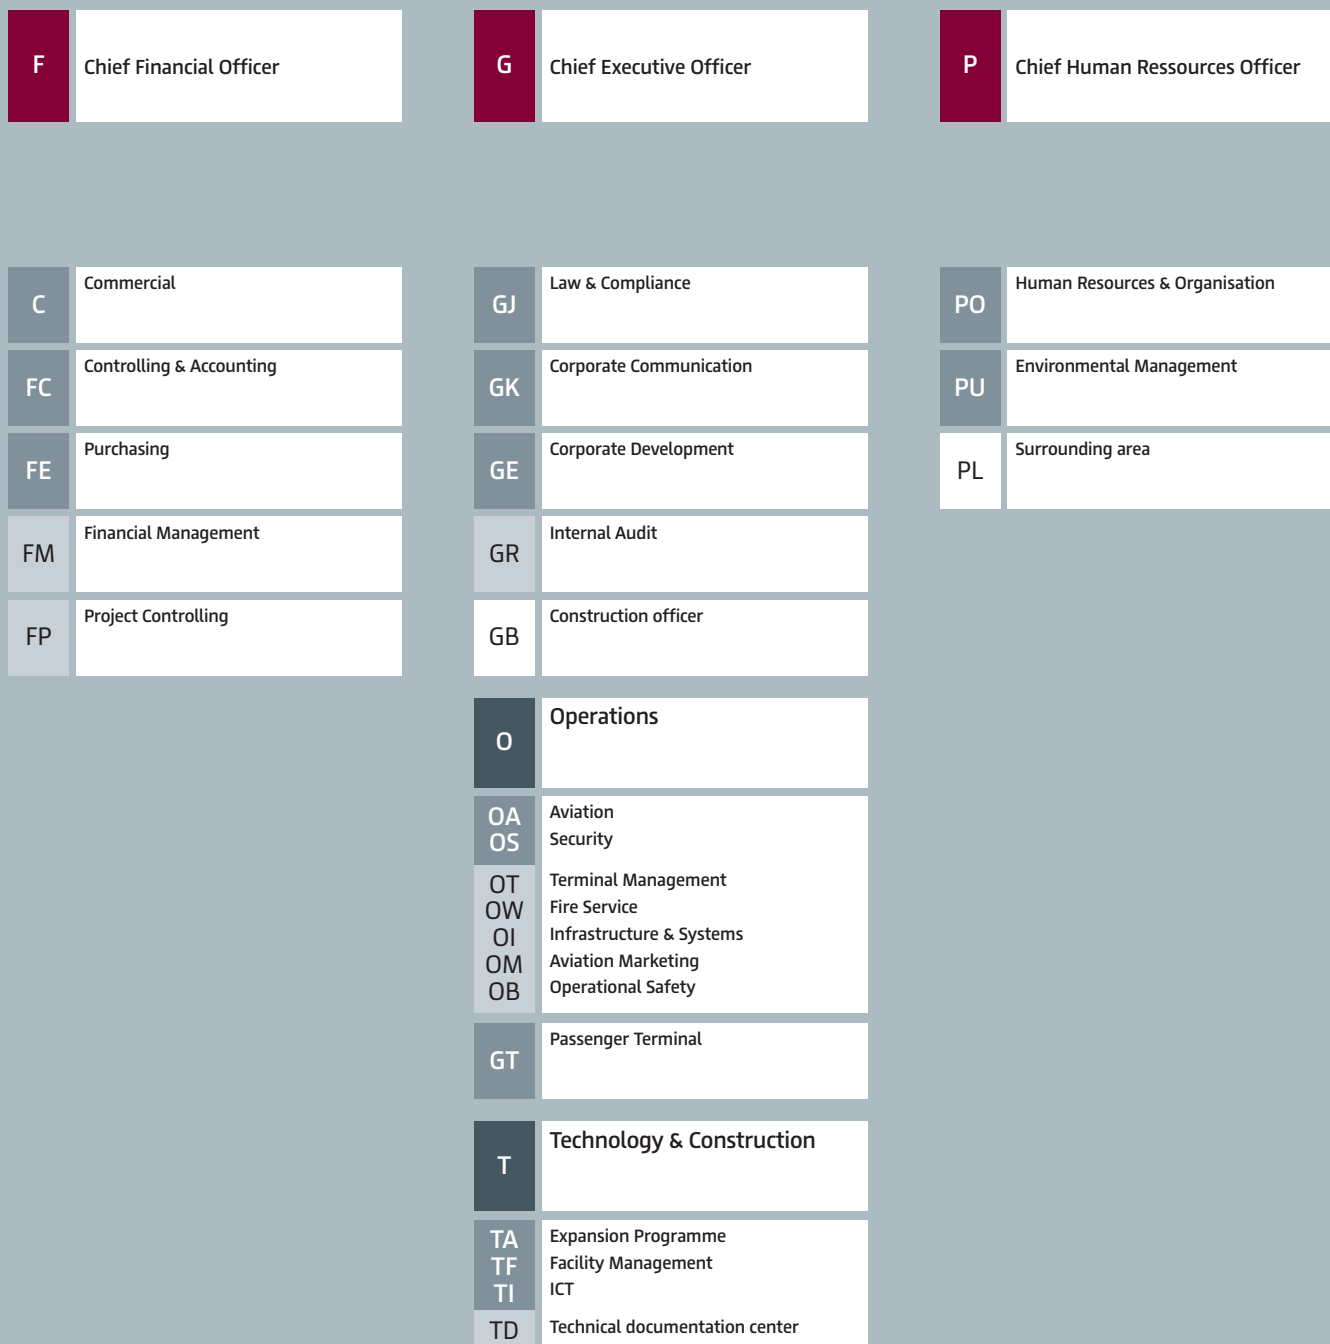 F
Chief Financial Officer
G
Chief Executive Officer
P
Chief Human Ressources Officer
C
Commercial
FC
Controlling & Accounting
FE
Purchasing
FM
Financial Management
FP
Project Controlling
GJ
Law & Compliance
GK
Corporate Communication
GE
Corporate Development
GR
Internal Audit
GB
Construction officer
O
Operations
OA
Aviation
OS
Security
OT
Terminal Management
OW
Fire Service
OI
Infrastructure & Systems
OM
Aviation Marketing
OB
Operational Safety
GT
Passenger Terminal
T
Technology & Construction
TA
Expansion Programme
TF
Facility Management
TI
ICT
TD
Technical documentation center
PO
Human Resources & Organisation
PU
Environmental Management
PL
Surrounding area